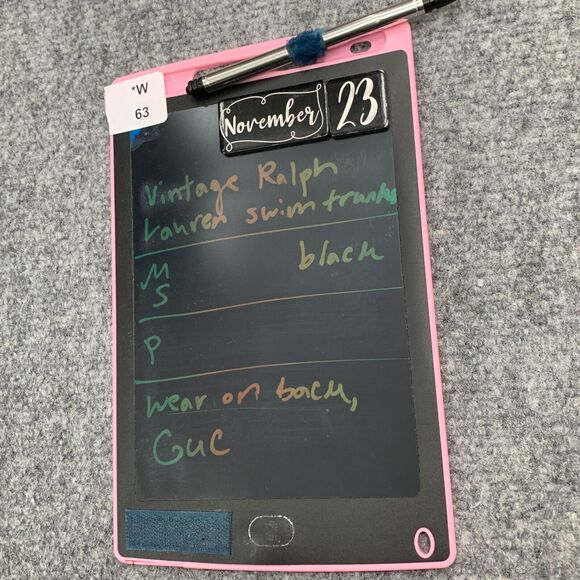 *W
63
November 23
Vintage Ralph
Lauren swim trunks
M black
S
P
wear on back,
GUC